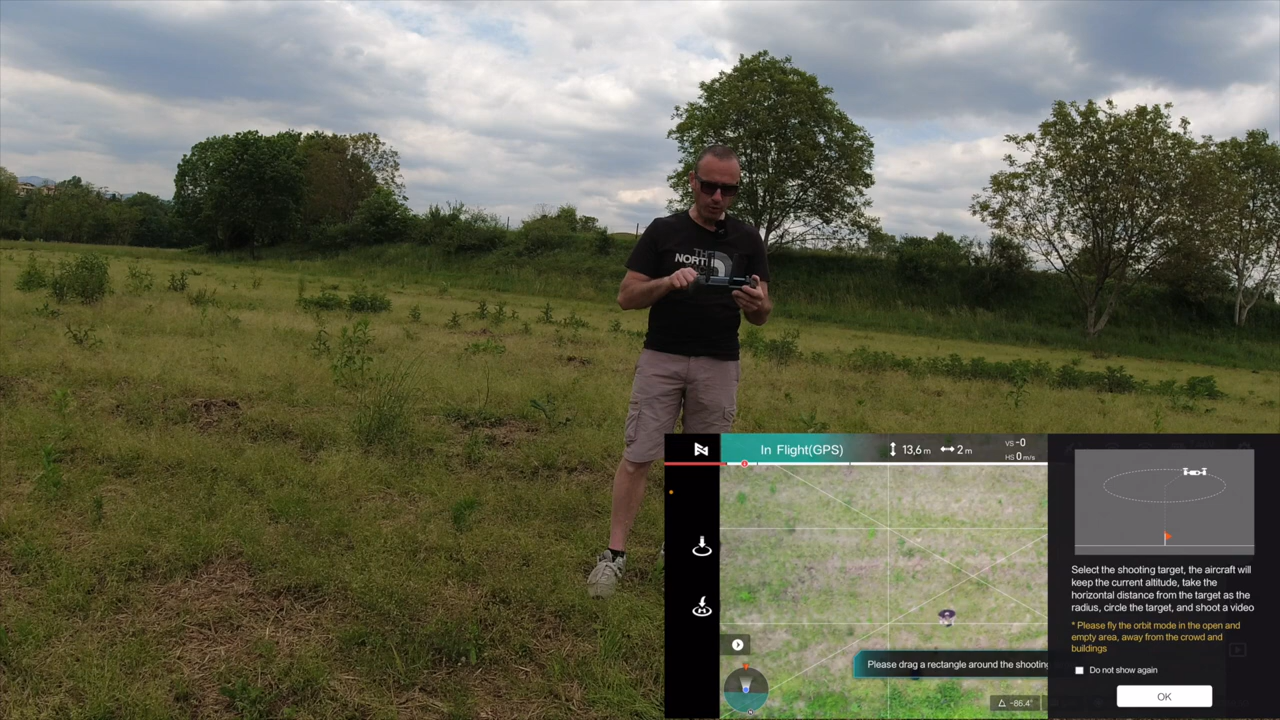 THE
NORTH
In Flight(GPS)
13,6 m
2 m
VS -0
HS 0 m/s
Select the shooting target, the aircraft will
keep the current altitude, take the
horizontal distance from the target as the
radius, circle the target, and shoot a video
* Please fly the orbit mode in the open and
empty area, away from the crowd and
buildings
Please drag a rectangle around the shooting
Do not show again
-86.4°
OK